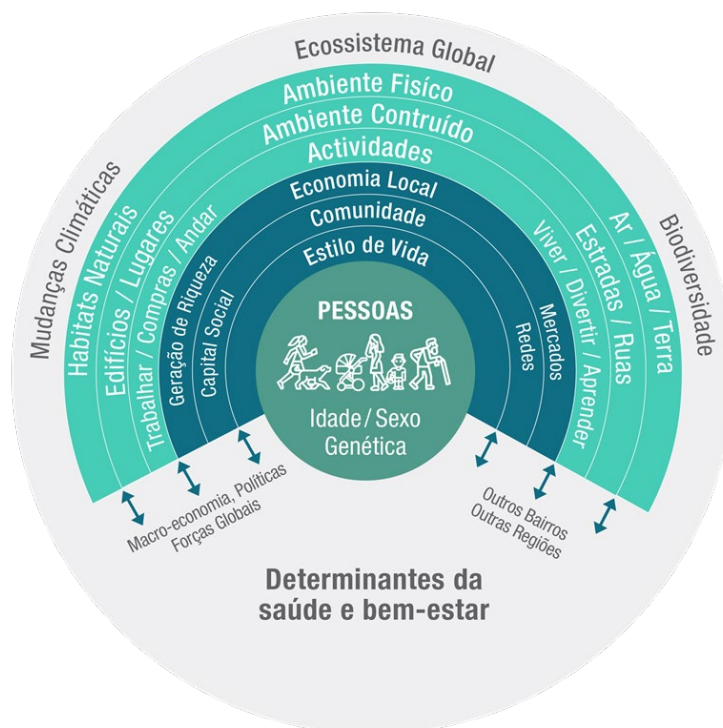 Ecossistema Global
Mudanças Climáticas
Biodiversidade
Ambiente Fisíco
Habitats Naturais
Ar / Água / Terra
Ambiente Contruído
Edifícios / Lugares
Estradas / Ruas
Actividades
Trabalhar / Compras / Andar
Viver / Divertir / Aprender
Economia Local
Geração de Riqueza
Mercados
Comunidade
Capital Social
Redes
Estilo de Vida
PESSOAS
Idade / Sexo
Genética
Macro-economia, Políticas
Forças Globais
Outros Bairros
Outras Regiões
Determinantes da
saúde e bem-estar